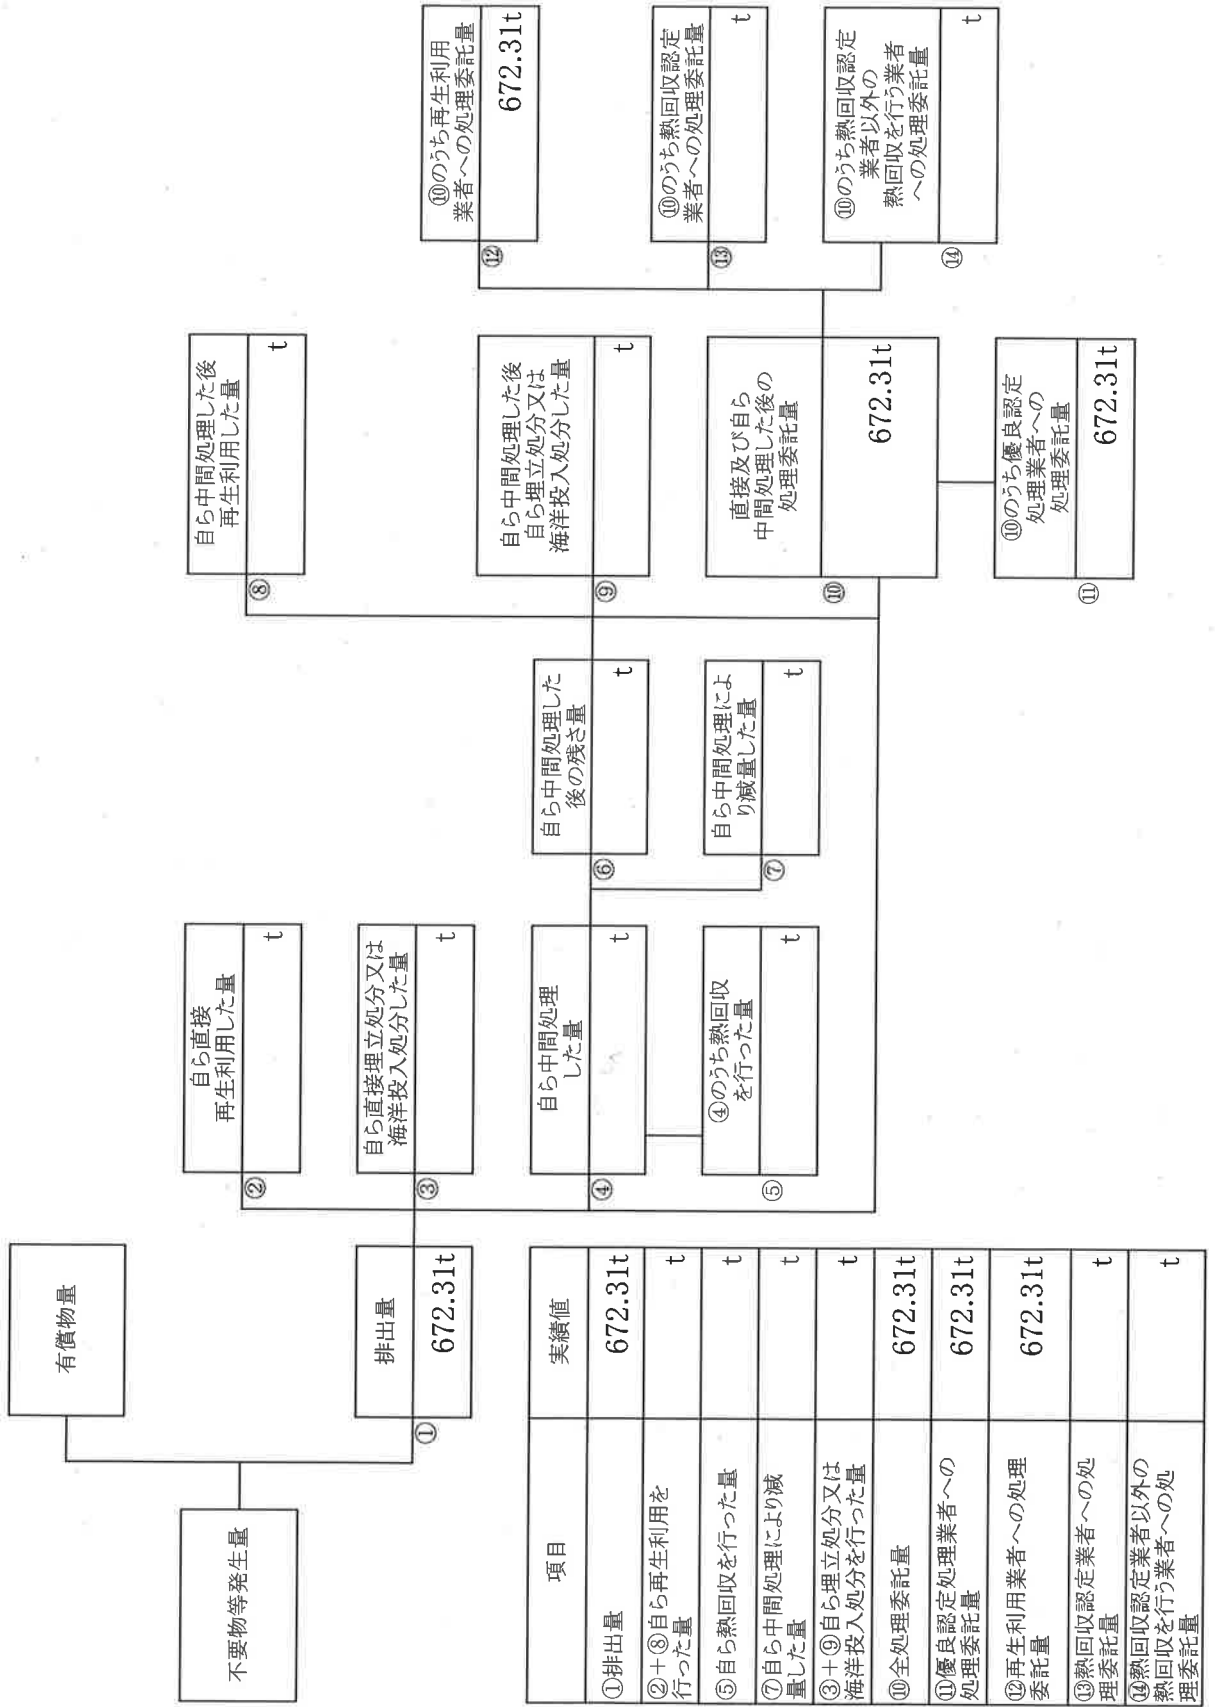 不要物等発生量
有償物量
①
排出量
672.31t
②
自ら直接
再生利用した量
t
③
自ら直接埋立処分又は
海洋投入処分した量
t
④
自ら中間処理
した量
t
⑤
④のうち熱回収
を行った量
t
⑥
自ら中間処理した
後の残さ量
t
⑦
自ら中間処理によ
り減量した量
t
⑧
自ら中間処理した後
再生利用した量
t
⑨
自ら中間処理した後
自ら埋立処分又は
海洋投入処分した量
t
⑩
直接及び自ら
中間処理した後の
処理委託量
672.31t
⑪
⑩のうち優良認定
処理業者への
処理委託量
672.31t
⑫
⑩のうち再生利用
業者への処理委託量
672.31t
⑬
⑩のうち熱回収認定
業者への処理委託量
t
⑭
⑩のうち熱回収認定
業者以外の
熱回収を行う業者
への処理委託量
t
項目 実績値
①排出量 672.31t
②+⑧自ら再生利用を
行った量 t
⑤自ら熱回収を行った量 t
⑦自ら中間処理により減
量した量 t
③+⑨自ら埋立処分又は
海洋投入処分を行った量 t
⑩全処理委託量 672.31t
⑪優良認定処理業者への
処理委託量 672.31t
⑫再生利用業者への処理
委託量 672.31t
⑬熱回収認定業者への処
理委託量 t
⑭熱回収認定業者以外の
熱回収を行う業者への処
理委託量 t